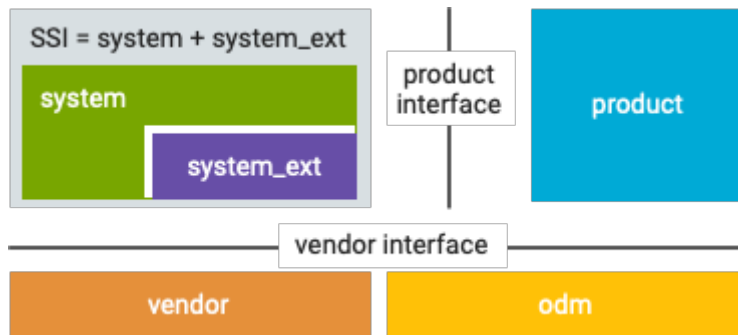 SSI = system + system_ext
system
system_ext
product
interface
product
vendor interface
vendor
odm